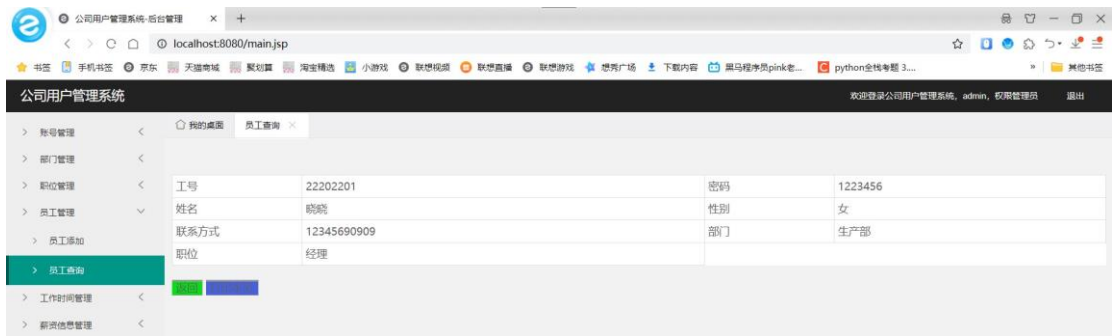 公司用户管理系统-后台管理
localhost:8080/main.jsp
书签 手机书签 京东 天猫商城 聚划算 淘宝精选 小游戏 联想视频 联想直播 联想游戏 想秀广场 下载内容 黑马程序员pink老... python全栈专题 3.... 其他书签
公司用户管理系统 欢迎登录公司用户管理系统, admin, 权限管理员 退出
账号管理 我的桌面 员工查询
部门管理
职位管理 工号 22202201 密码 1223456
员工管理 姓名 晓晓 性别 女
员工添加 联系方式 12345690909 部门 生产部
职位 经理
员工查询
返回
工作时间管理
薪资信息管理